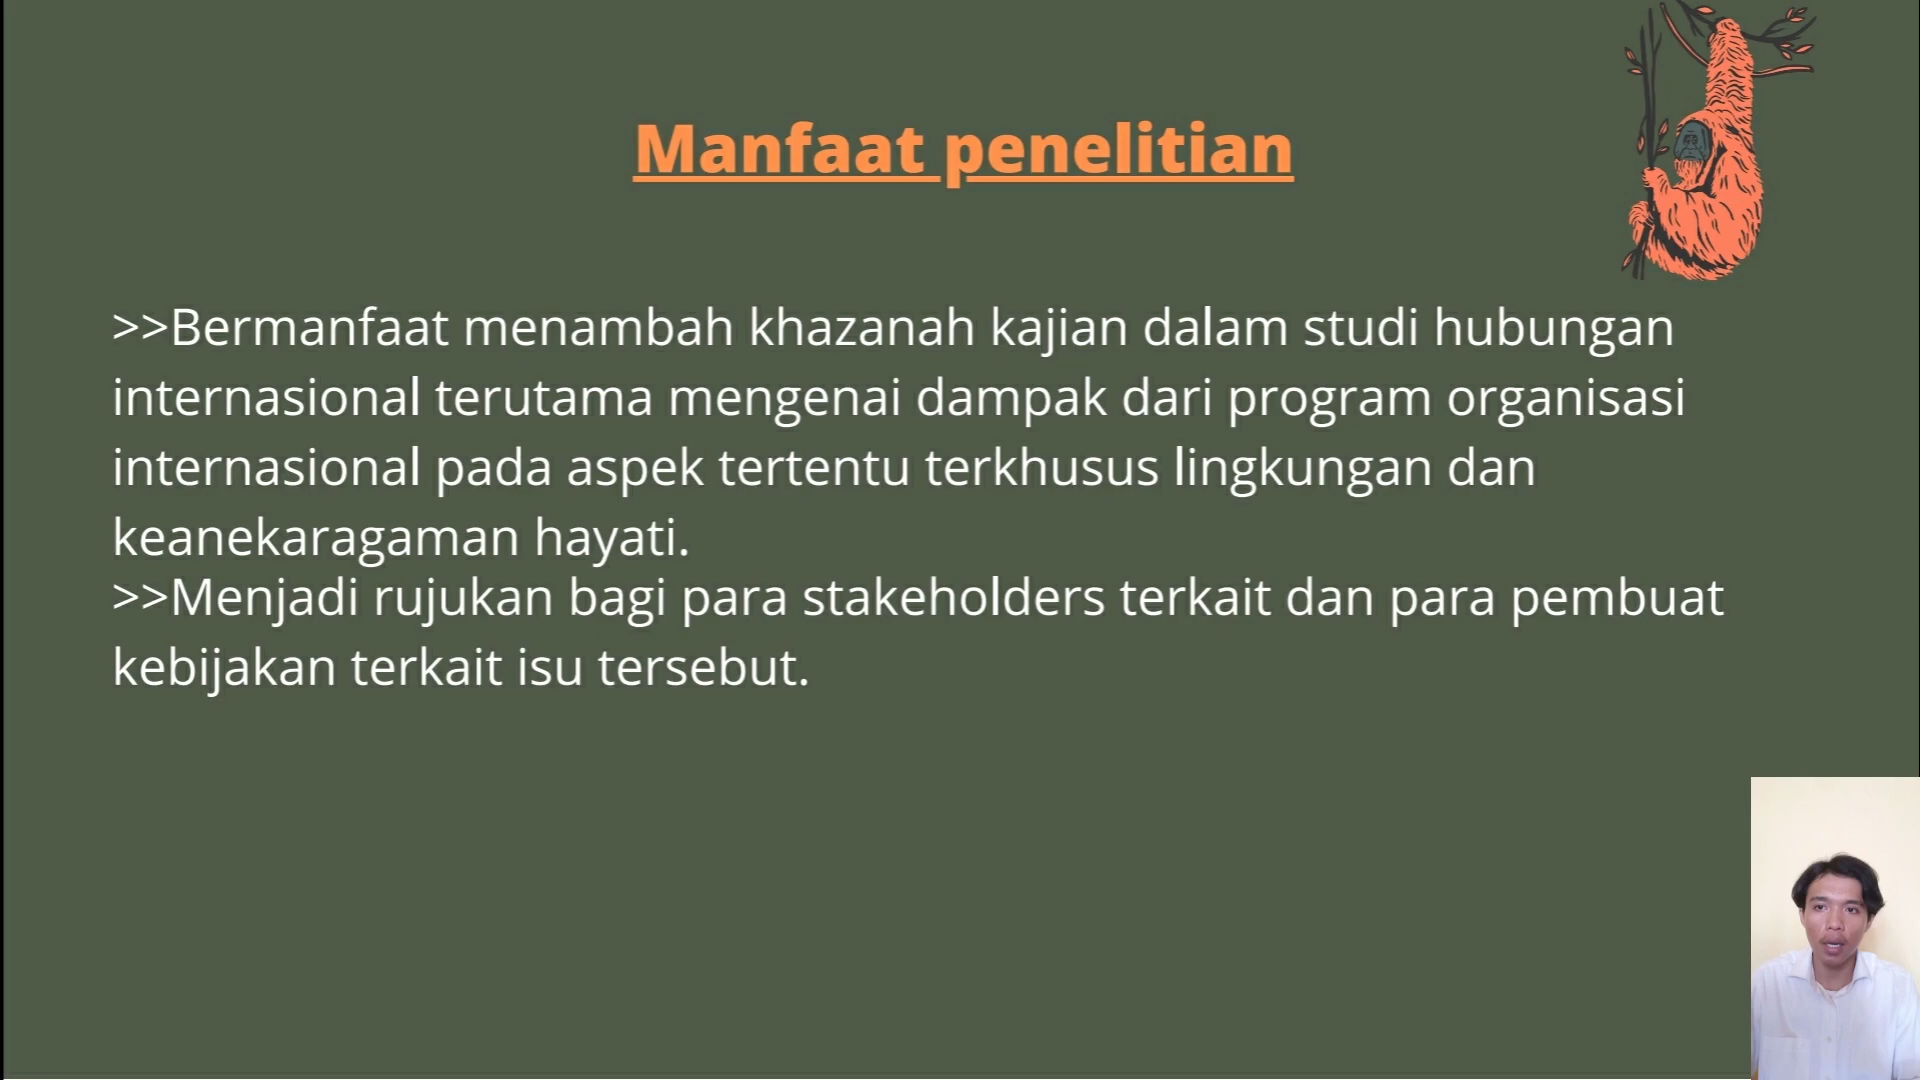 Manfaat penelitian
>>Bermanfaat menambah khazanah kajian dalam studi hubungan
internasional terutama mengenai dampak dari program organisasi
internasional pada aspek tertentu terkhusus lingkungan dan
keanekaragaman hayati.
>>Menjadi rujukan bagi para stakeholders terkait dan para pembuat
kebijakan terkait isu tersebut.